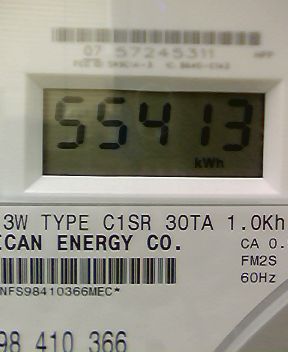 07 57245311
55413
kWh
3W TYPE C1SR 30TA 1.0Kh
ECAN ENERGY CO.
CA 0.
FM2S
60Hz
NFS98410366MEC*
98 410 366